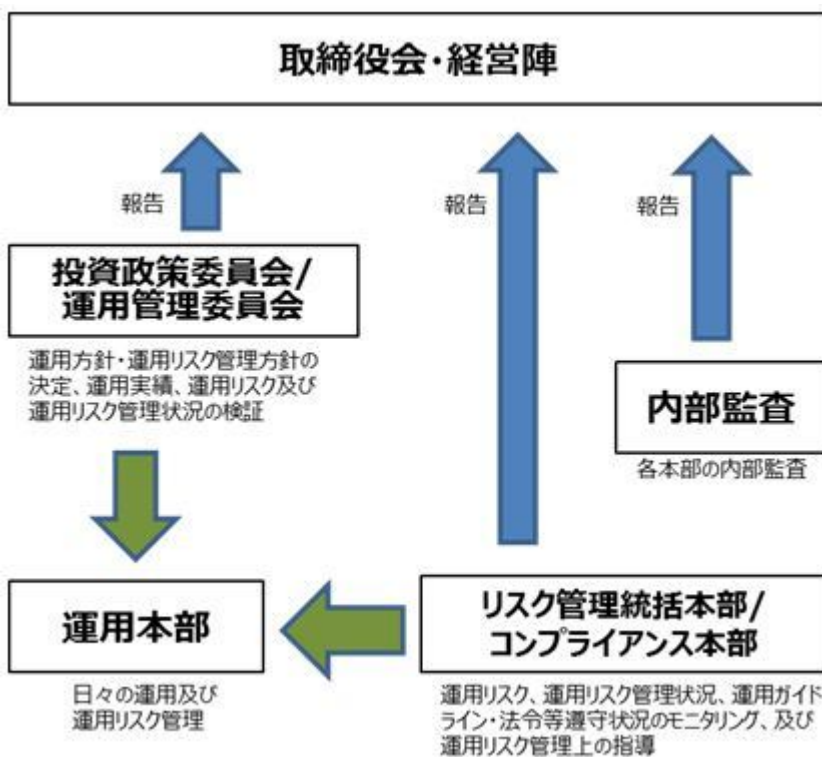 取締役会・経営陣
報告
報告
報告
投資政策委員会/
運用管理委員会
運用方針・運用リスク管理方針の
決定、運用実績、運用リスク及び
運用リスク管理状況の検証
内部監査
各本部の内部監査
運用本部
日々の運用及び
運用リスク管理
リスク管理統括本部/
コンプライアンス本部
運用リスク、運用リスク管理状況、運用ガイド
ライン・法令等遵守状況のモニタリング、及び
運用リスク管理上の指導